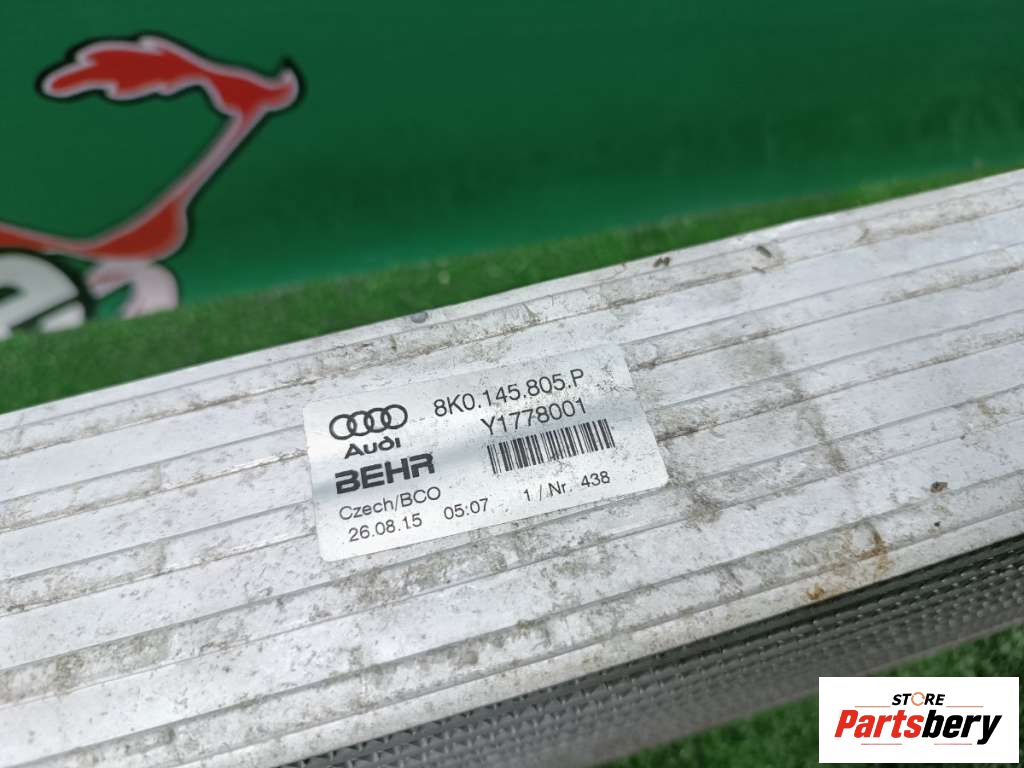 Audi
8K0.145.805.P
Y1778001
BEHR
Czech/BCO
26.08.15 05:07 1 / Nr. 438
STORE
Partsbery